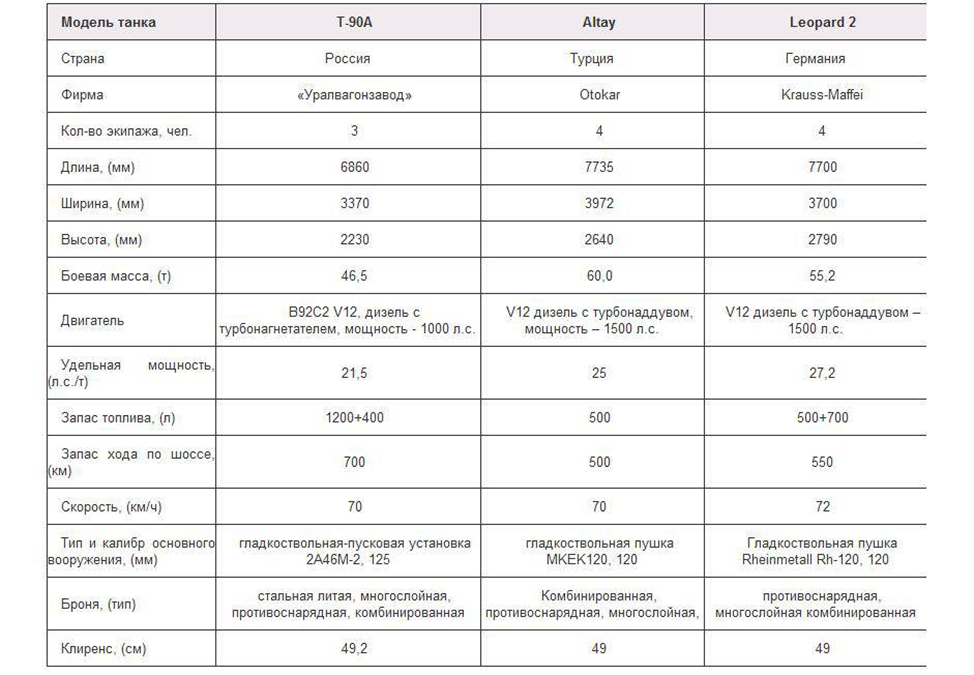 Модель танка T-90A Altay Leopard 2
Страна Россия Турция Германия
Фирма «Уралвагонзавод» Otokar Krauss-Maffei
Кол-во экипажа, чел. 3 4 4
Длина, (мм) 6860 7735 7700
Ширина, (мм) 3370 3972 3700
Высота, (мм) 2230 2640 2790
Боевая масса, (т) 46,5 60,0 55,2
Двигатель
В92С2 V12, дизель с
турбонагнетателем, мощность - 1000 л.с.
V12 дизель с турбонаддувом,
мощность – 1500 л.с.
V12 дизель с турбонаддувом –
1500 л.с.
Удельная мощность,
(л.с./т)
21,5 25 27,2
Запас топлива, (л) 1200+400 500 500+700
Запас хода по шоссе,
(км)
700 500 550
Скорость, (км/ч) 70 70 72
Тип и калибр основного
вооружения, (мм)
гладкоствольная-пусковая установка
2А46М-2, 125
гладкоствольная пушка
MKEK120, 120
Гладкоствольная пушка
Rheinmetall Rh-120, 120
Броня, (тип)
стальная литая, многослойная,
противоснарядная, комбинированная
Комбинированная,
противоснарядная, многослойная,
противоснарядная,
многослойная комбинированная
Клиренс, (см) 49,2 49 49